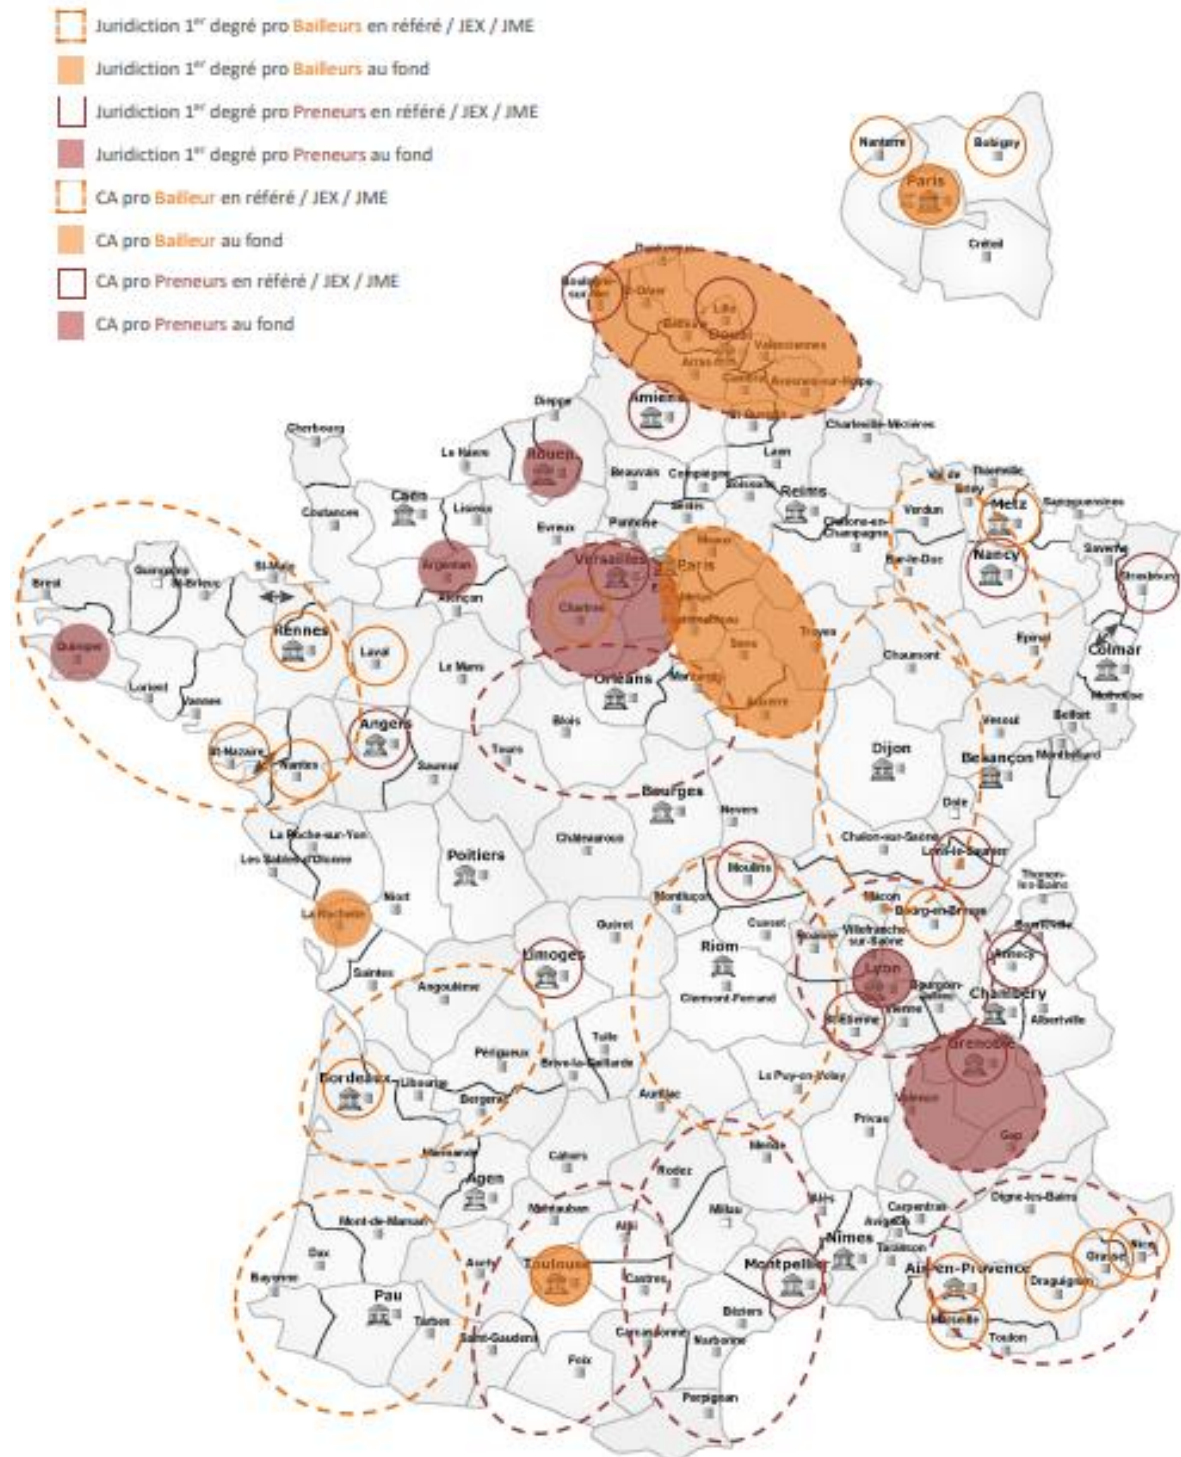 Juridiction 1er degré pro Bailleurs en référé / JEX / JME
Juridiction 1er degré pro Bailleurs au fond
Juridiction 1er degré pro Preneurs en référé / JEX / JME
Juridiction 1er degré pro Preneurs au fond
CA pro Bailleur en référé / JEX / JME
CA pro Bailleur au fond
CA pro Preneurs en référé / JEX / JME
CA pro Preneurs au fond
Nanterre
Bobigny
Paris
Créteil
Lille
Douai
Valenciennes
Amiens
Dieppe
Charleville-Mézières
Cherbourg
Le Havre
Rouen
Beauvais
Compiègne
Laon
Soissons
Reims
Senlis
Caen
Coutances
Lisieux
Evreux
Pontoise
Châlons-en-
Champagne
Verdun
Thionville
Metz
Sarreguemines
Nancy
Bar-le-Duc
Saverne
Strasbourg
Versailles
Paris
Meaux
Argentan
Alençon
Chartres
Brest
Guingamp
St-Brieuc
St-Malo
Quimper
Rennes
Laval
Le Mans
Sens
Troyes
Chaumont
Epinal
Colmar
Mulhouse
Lorient
Vannes
Orléans
Auxerre
Blois
Tours
Angers
Saumur
St-Nazaire
Nantes
Vesoul
Belfort
Montbéliard
Dijon
Besançon
Dole
Bourges
Nevers
Châteauroux
Chalon-sur-Saône
Lons-le-Saunier
La Roche-sur-Yon
Les Sables-d'Olonne
Poitiers
Niort
La Rochelle
Moulins
Montluçon
Cusset
Mâcon
Bourg-en-Bresse
Thonon-
les-Bains
Bonneville
Annecy
Roanne
Villefranche-
sur-Saône
Guéret
Riom
Limoges
Clermont-Ferrand
Lyon
Bourgoin-
Vienne
St-Etienne
Chambéry
Albertville
Saintes
Angoulême
Tulle
Brive-la-Gaillarde
Périgueux
Grenoble
Le Puy-en-Velay
Bordeaux
Libourne
Bergerac
Aurillac
Valence
Privas
Gap
Marmande
Agen
Cahors
Mende
Rodez
Millau
Alès
Montauban
Albi
Mont-de-Marsan
Dax
Bayonne
Pau
Tarbes
Auch
Toulouse
Castres
Montpellier
Nîmes
Avignon
Carpentras
Tarascon
Digne-les-Bains
Aix-en-Provence
Draguignan
Grasse
Nice
Marseille
Toulon
Béziers
Narbonne
Carcassonne
Saint-Gaudens
Foix
Perpignan